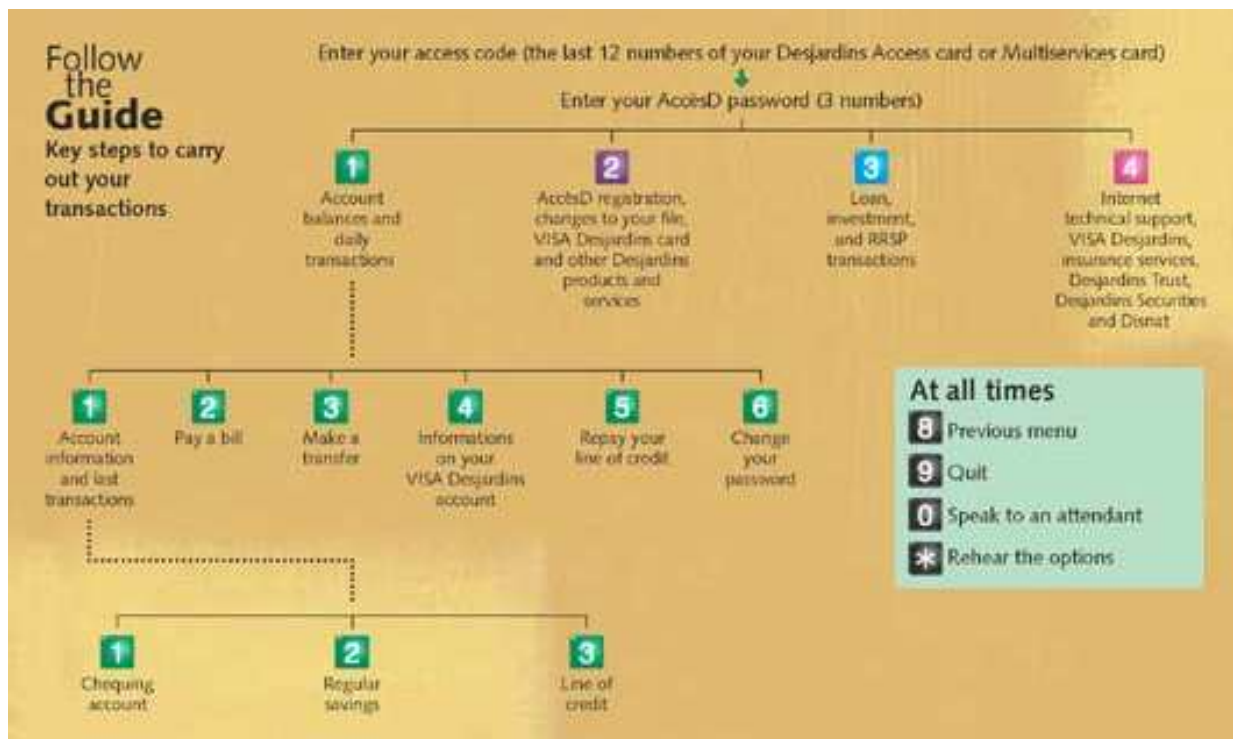 Follow
the
Guide
Key steps to carry
out your
transactions
Enter your access code (the last 12 numbers of your Desjardins Access card or Multiservices card)
Enter your AccèsD password (3 numbers)
1
Account
balances and
daily
transactions
2
AccèsD registration,
changes to your file,
VISA Desjardins card
and other Desjardins
products and
services
3
Loan,
investment,
and RRSP
transactions
4
Internet
technical support,
VISA Desjardins,
insurance services,
Desjardins Trust,
Desjardins Securities
and Disnat
1
Account
information
and last
transactions
2
Pay a bill
3
Make a
transfer
4
Informations
on your
VISA Desjardins
account
5
Repay your
line of credit
6
Change
your
password
At all times
8 Previous menu
9 Quit
0 Speak to an attendant
* Rehear the options
1
Chequing
account
2
Regular
savings
3
Line of
credit